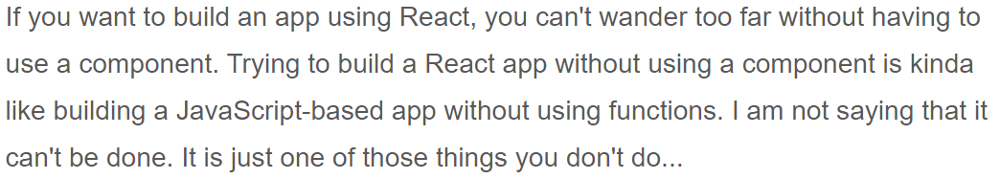 If you want to build an app using React, you can't wander too far without having to
use a component. Trying to build a React app without using a component is kinda
like building a JavaScript-based app without using functions. I am not saying that it
can't be done. It is just one of those things you don't do...